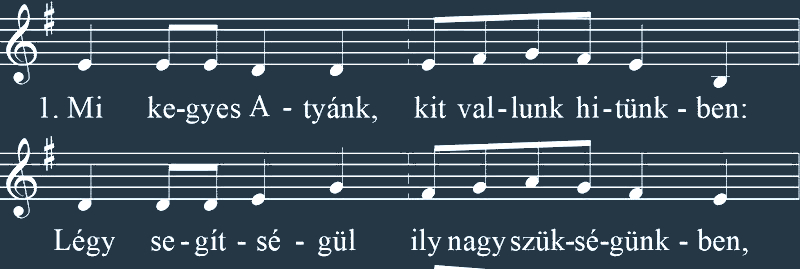 1. Mi ke-gyes A - tyánk, kit val-lunk hi-tünk - ben:
Légy se-gít - sé - gül ily nagy szük-sé-günk - ben,